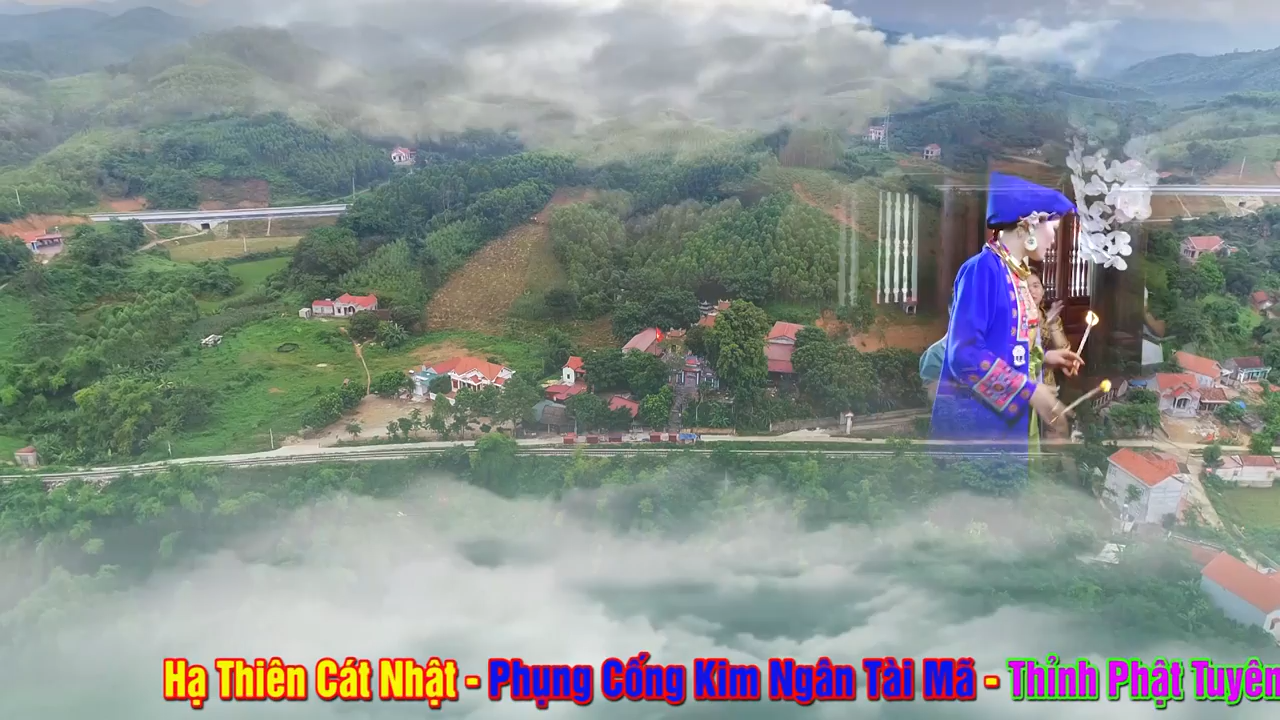 Hạ Thiên Cát Nhật - Phụng Cống Kim Ngân Tài Mã - Thỉnh Phật Tuyên